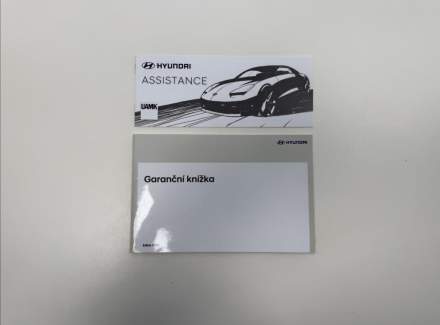 HYUNDAI
ASSISTANCE
UAMK
HYUNDAI
Garanční knížka